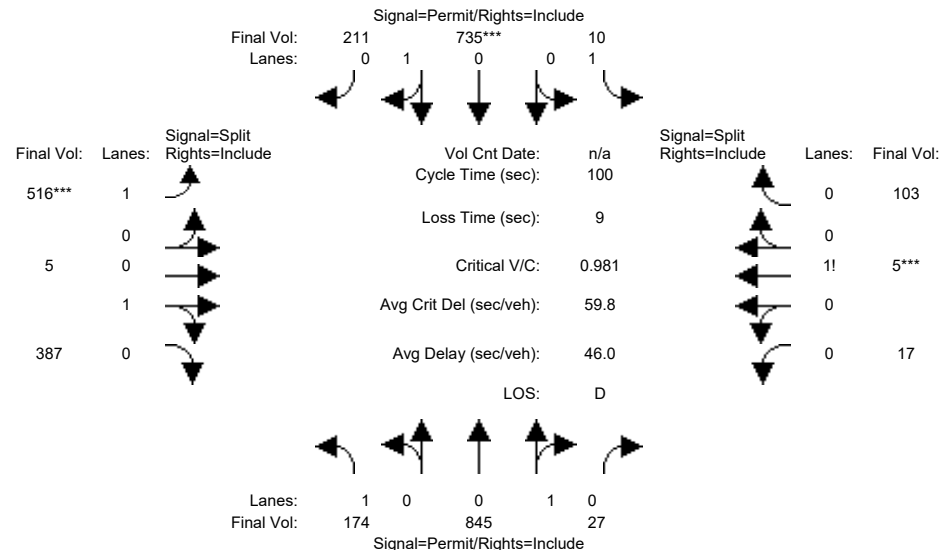 Signal=Permit/Rights=Include
Final Vol: 211 735*** 10
Lanes: 0 1 0 0 1
Signal=Split
Final Vol: Lanes: Rights=Include
Vol Cnt Date: n/a
Signal=Split
Rights=Include Lanes: Final Vol:
Cycle Time (sec): 100
516*** 1
0 103
Loss Time (sec): 9
0
0
5 0
Critical V/C: 0.981
1! 5***
1
Avg Crit Del (sec/veh): 59.8
0
387 0
Avg Delay (sec/veh): 46.0
0 17
LOS: D
Lanes: 1 0 0 1 0
Final Vol: 174 845 27
Signal=Permit/Rights=Include